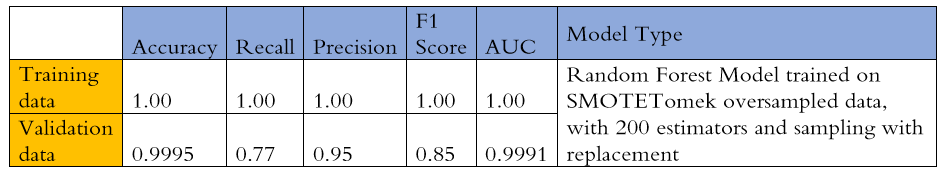 Accuracy Recall Precision F1 Score AUC Model Type
Training data 1.00 1.00 1.00 1.00 1.00 Random Forest Model trained on SMOTETomek oversampled data, with 200 estimators and sampling with replacement
Validation data 0.9995 0.77 0.95 0.85 0.9991